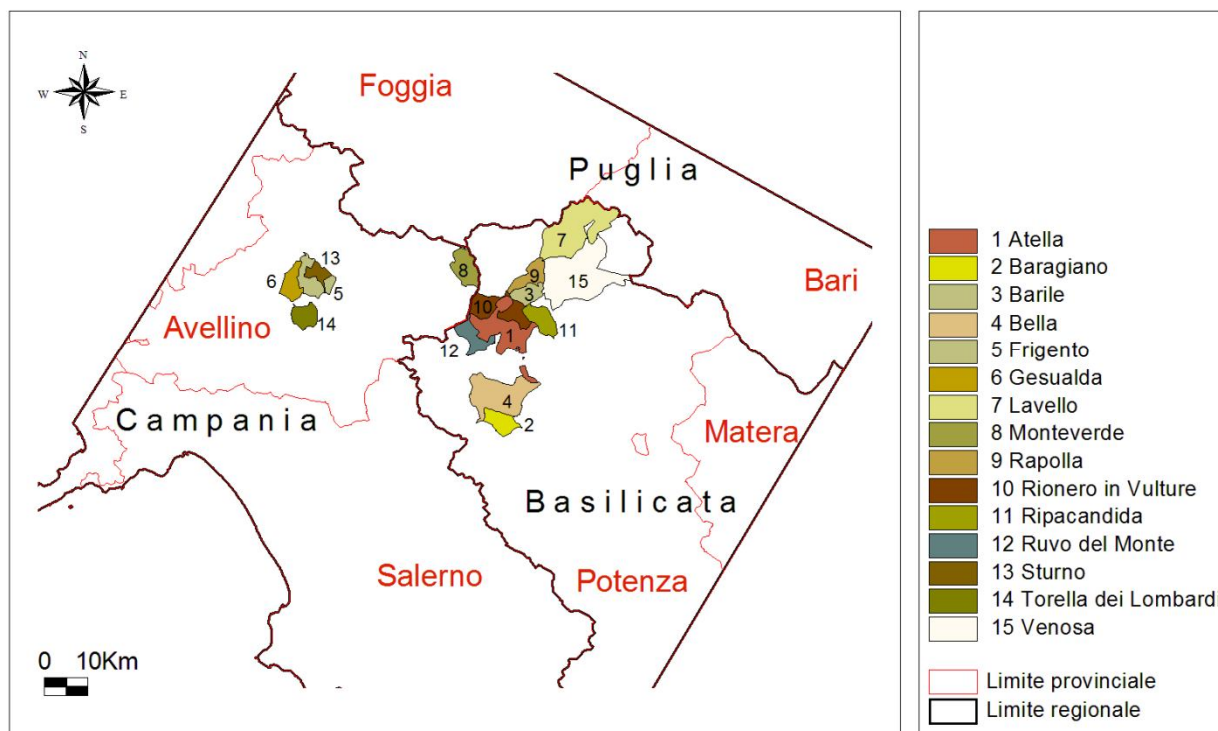 N
W E
S
Foggia
Puglia
7
13
9
8
15
6
5
3
Bari
10
Avellino
14
11
12
1
Campania
4
Matera
2
Basilicata
Salerno
Potenza
0 10Km
1 Atella
2 Baragiano
3 Barile
4 Bella
5 Frigento
6 Gesualda
7 Lavello
8 Monteverde
9 Rapolla
10 Rionero in Vulture
11 Ripacandida
12 Ruvo del Monte
13 Sturno
14 Torella dei Lombardi
15 Venosa
Limite provinciale
Limite regionale